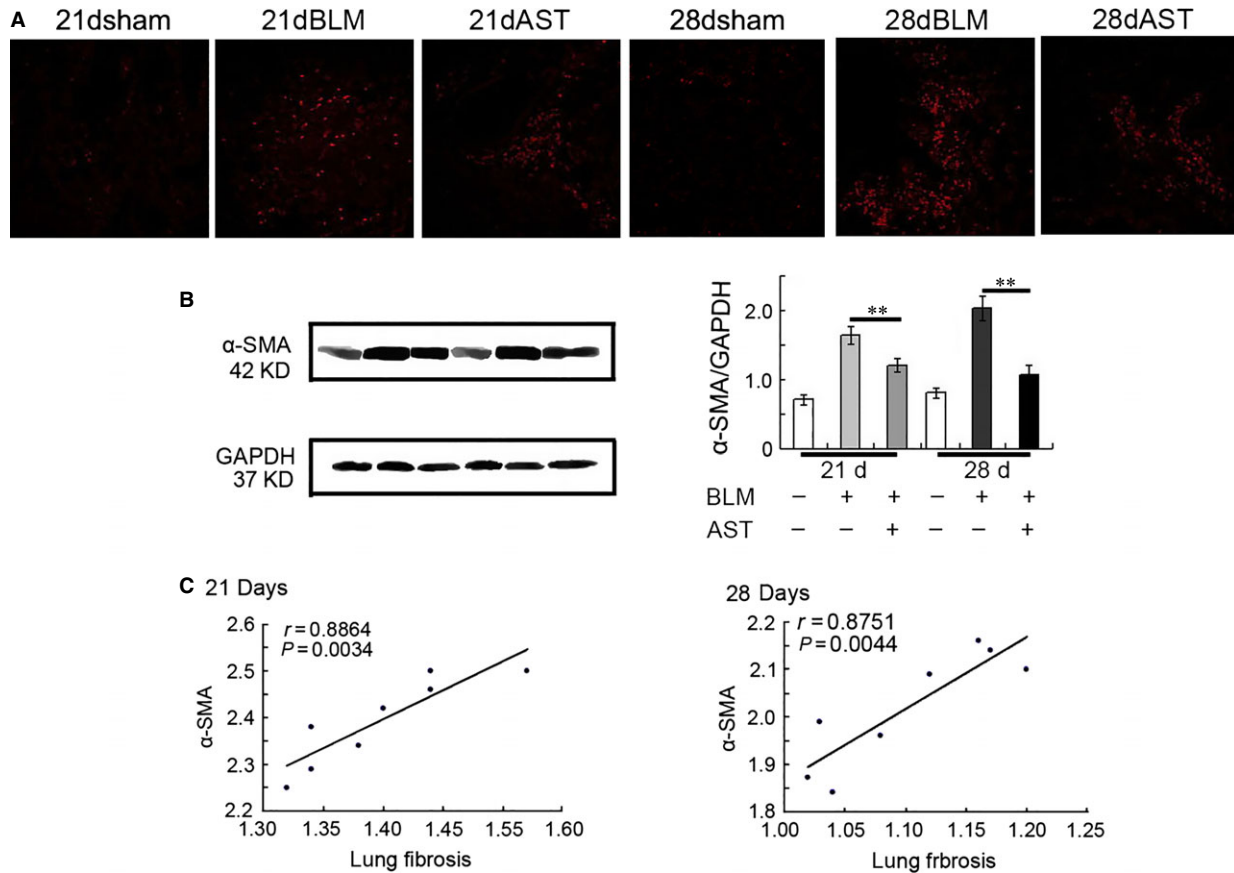 A
21dsham 21dBLM 21dAST 28dsham 28dBLM 28dAST
B
α-SMA
42 KD
GAPDH
37 KD
α-SMA/GAPDH
2.0
1.0
0
**
**
21 d 28 d
BLM − + + − + +
AST − − + − − +
C 21 Days
r = 0.8864
P = 0.0034
α-SMA
2.6
2.5
2.4
2.3
2.2
1.30 1.35 1.40 1.45 1.60
Lung fibrosis
28 Days
r = 0.8751
P = 0.0044
α-SMA
2.2
2.1
2.0
1.9
1.8
1.00 1.05 1.10 1.15 1.20 1.25
Lung frbrosis